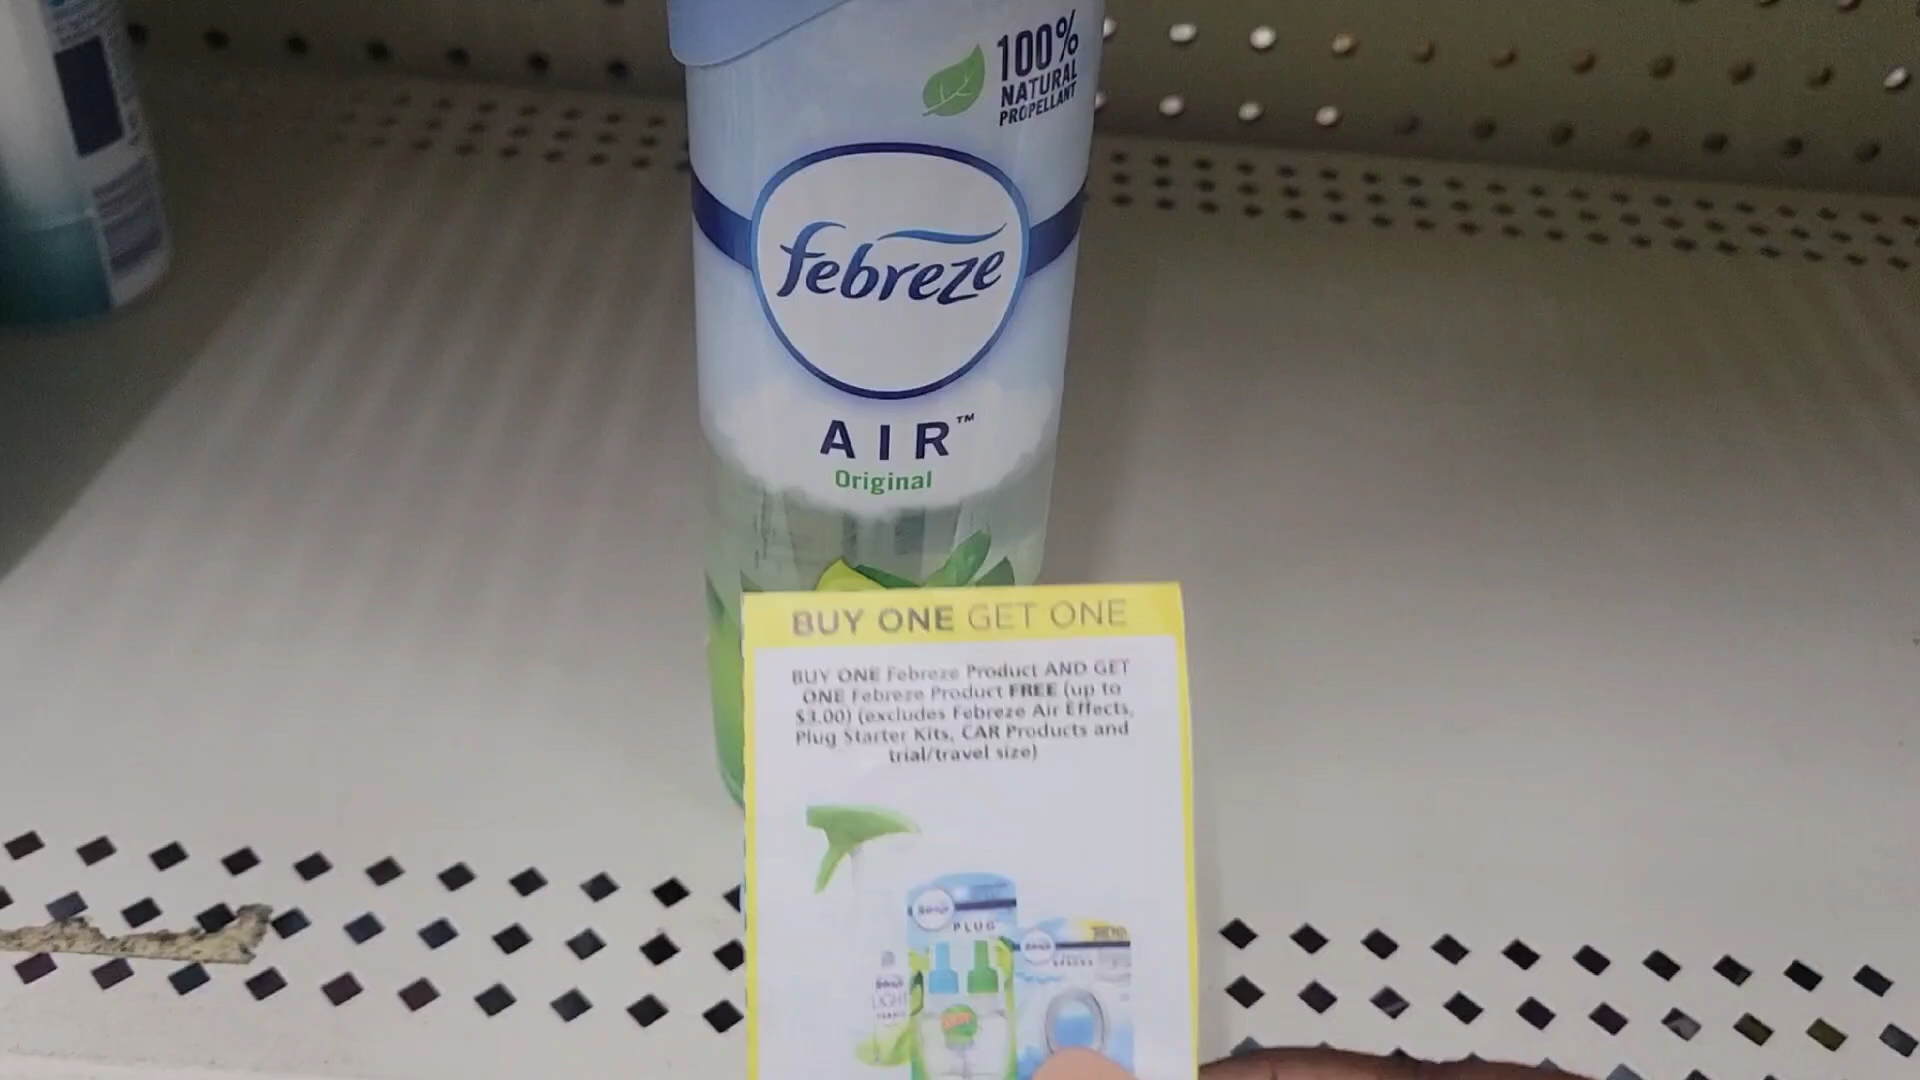 100%
NATURAL
PROPELLANT
febreze
AIR™
Original
BUY ONE GET ONE
BUY ONE Febreze Product AND GET
ONE Febreze Product FREE (up to
$3.00) (excludes Febreze Air Effects,
Plug Starter Kits, CAR Products and
trial/travel size)
PLUG
LIGHT